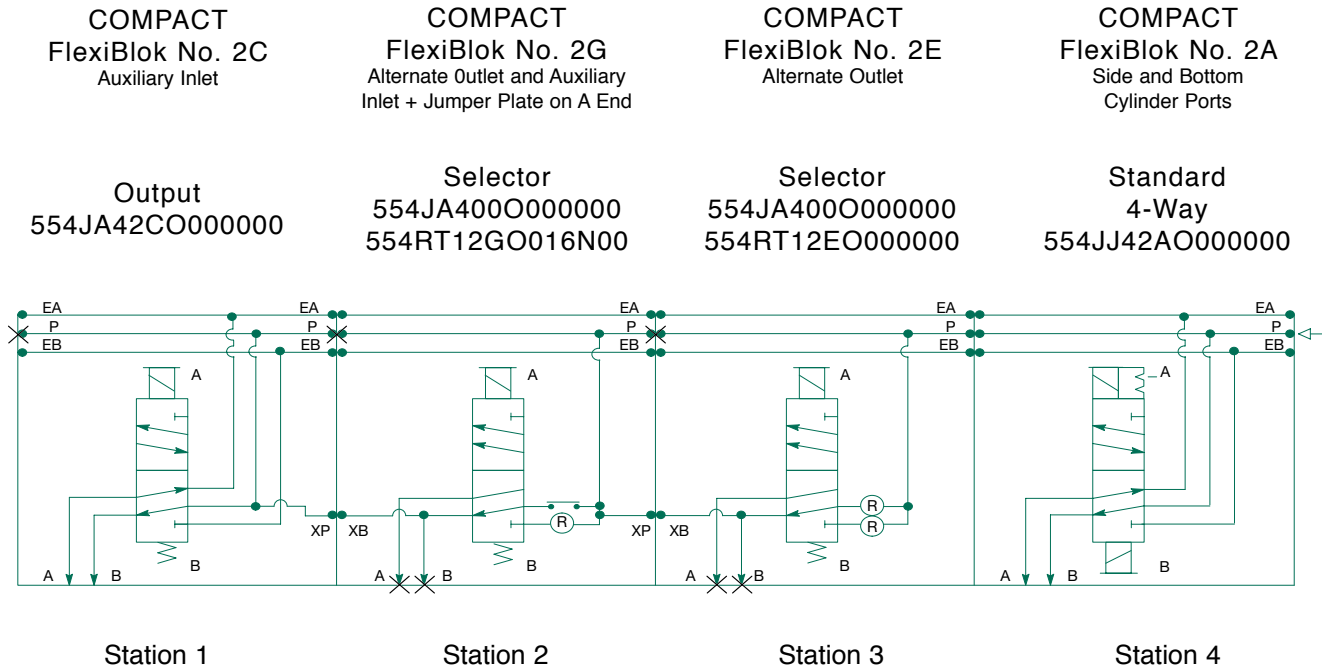 COMPACT
FlexiBlok No. 2C
Auxiliary Inlet
COMPACT
FlexiBlok No. 2G
Alternate 0utlet and Auxiliary
Inlet + Jumper Plate on A End
COMPACT
FlexiBlok No. 2E
Alternate Outlet
COMPACT
FlexiBlok No. 2A
Side and Bottom
Cylinder Ports
Output
554JA42CO000000
Selector
554JA400O000000
554RT12GO016N00
Selector
554JA400O000000
554RT12EO000000
Standard
4-Way
554JJ42AO000000
EA EA EA EA EA
P P P P P
EB EB EB EB EB
A A A A
R R
R
XP XB XP XB
B B B B
A B A B A B A B
Station 1 Station 2 Station 3 Station 4